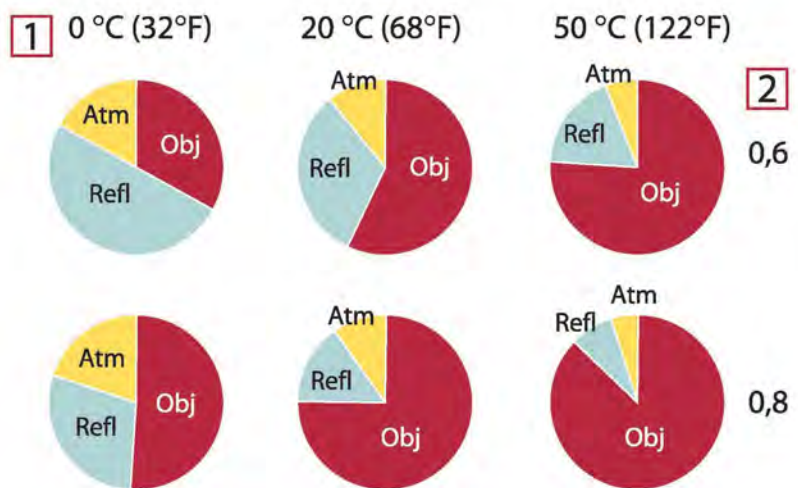 1 0 °C (32°F) 20 °C (68°F) 50 °C (122°F)
2
Atm Obj Refl
Atm Refl Obj
Atm Refl Obj
0,6
Atm Obj Refl
Atm Refl Obj
Atm Refl Obj
0,8